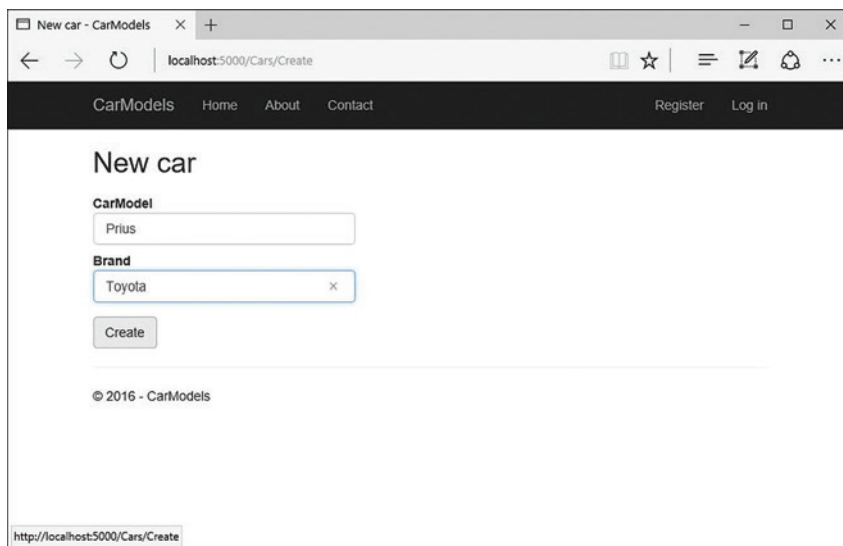 New car - CarModels
localhost:5000/Cars/Create
CarModels Home About Contact Register Log in
New car
CarModel
Prius
Brand
Toyota
Create
© 2016 - CarModels
http://localhost:5000/Cars/Create